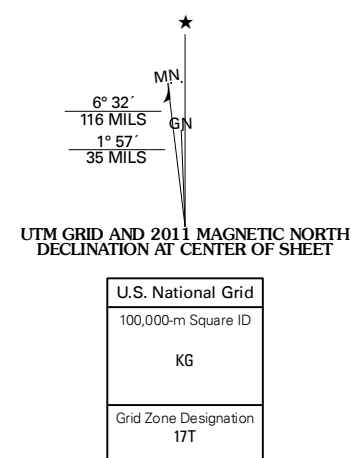 ★
M.N.
6° 32´
116 MILS
GN
1° 57´
35 MILS
UTM GRID AND 2011 MAGNETIC NORTH
DECLINATION AT CENTER OF SHEET
U.S. National Grid
100,000-m Square ID
KG
Grid Zone Designation
17T